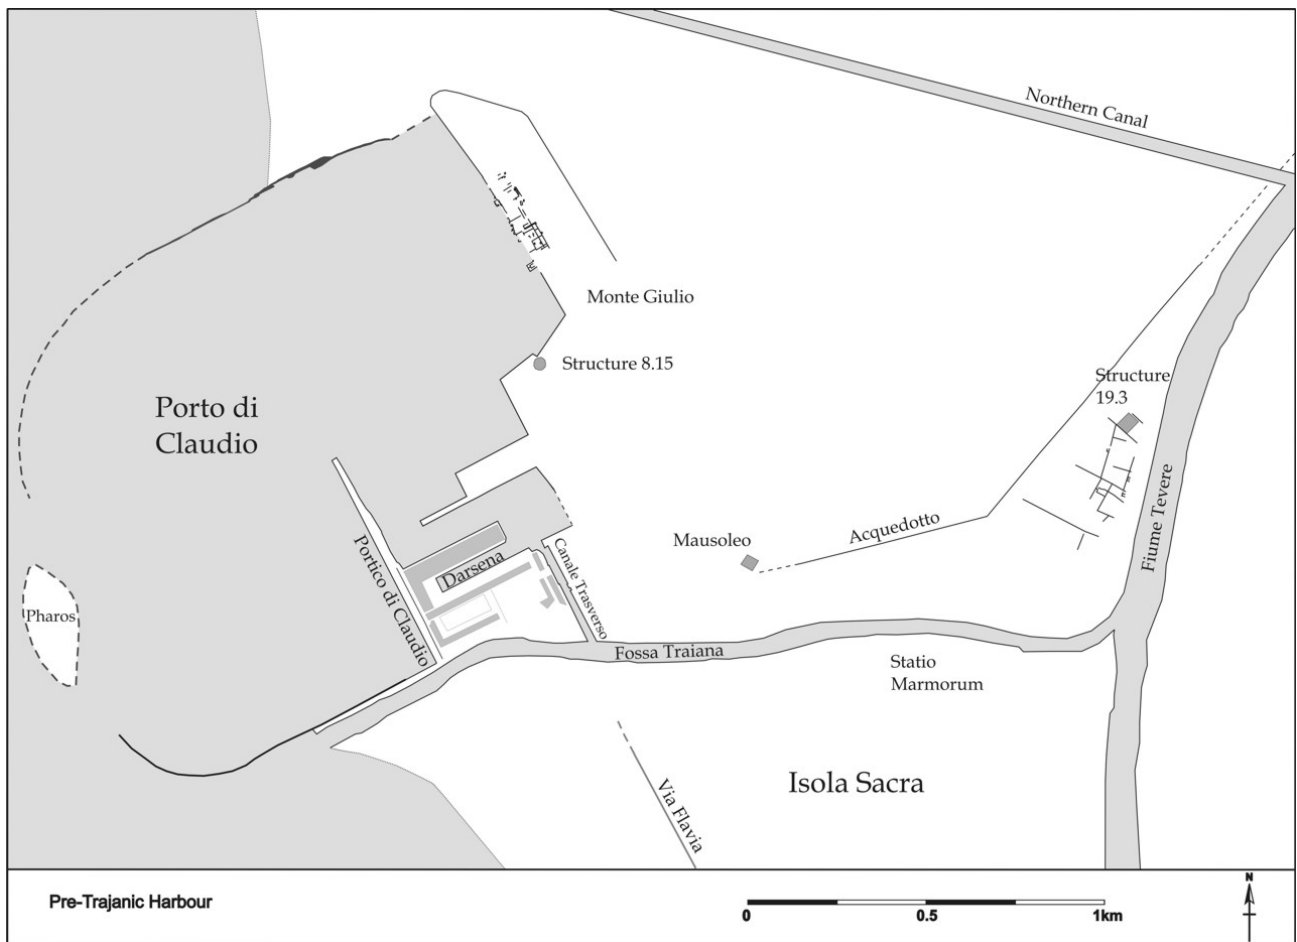 Northern Canal
Monte Giulio
Structure 8.15
Structure
19.3
Porto di
Claudio
Fiume Tevere
Acquedotto
Mausoleo
Portico di Claudio
Darsena
Canale Trasverso
Pharos
Fossa Traiana
Statio
Marmorum
Isola Sacra
Via Flavia
Pre-Trajanic Harbour
0 0.5 1km
N